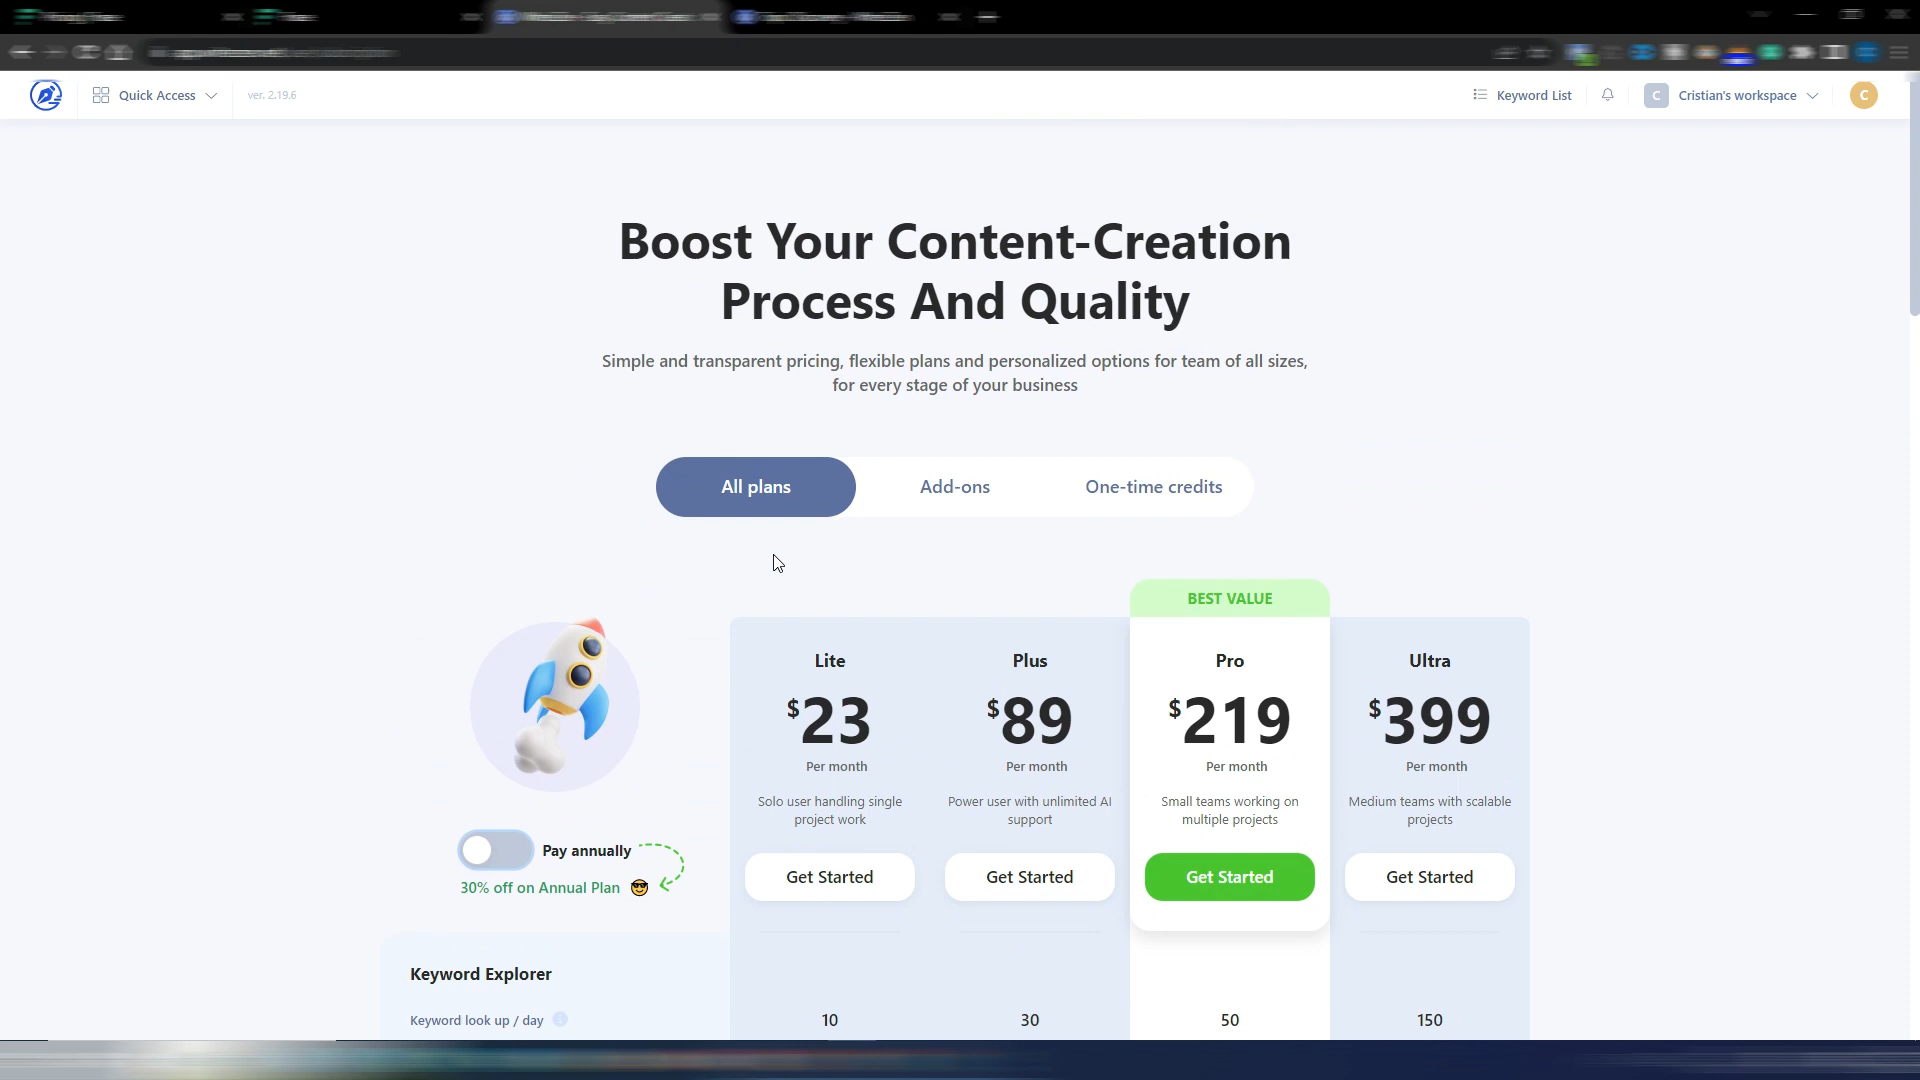 Quick Access
ver. 2.19.6
Keyword List
C
Cristian's workspace
C
Boost Your Content-Creation
Process And Quality
Simple and transparent pricing, flexible plans and personalized options for team of all sizes,
for every stage of your business
All plans
Add-ons
One-time credits
BEST VALUE
Lite
Plus
Pro
Ultra
$23
$89
$219
$399
Per month
Per month
Per month
Per month
Solo user handling single
project work
Power user with unlimited AI
support
Small teams working on
multiple projects
Medium teams with scalable
projects
Pay annually
30% off on Annual Plan
Get Started
Get Started
Get Started
Get Started
Keyword Explorer
Keyword look up / day
10
30
50
150